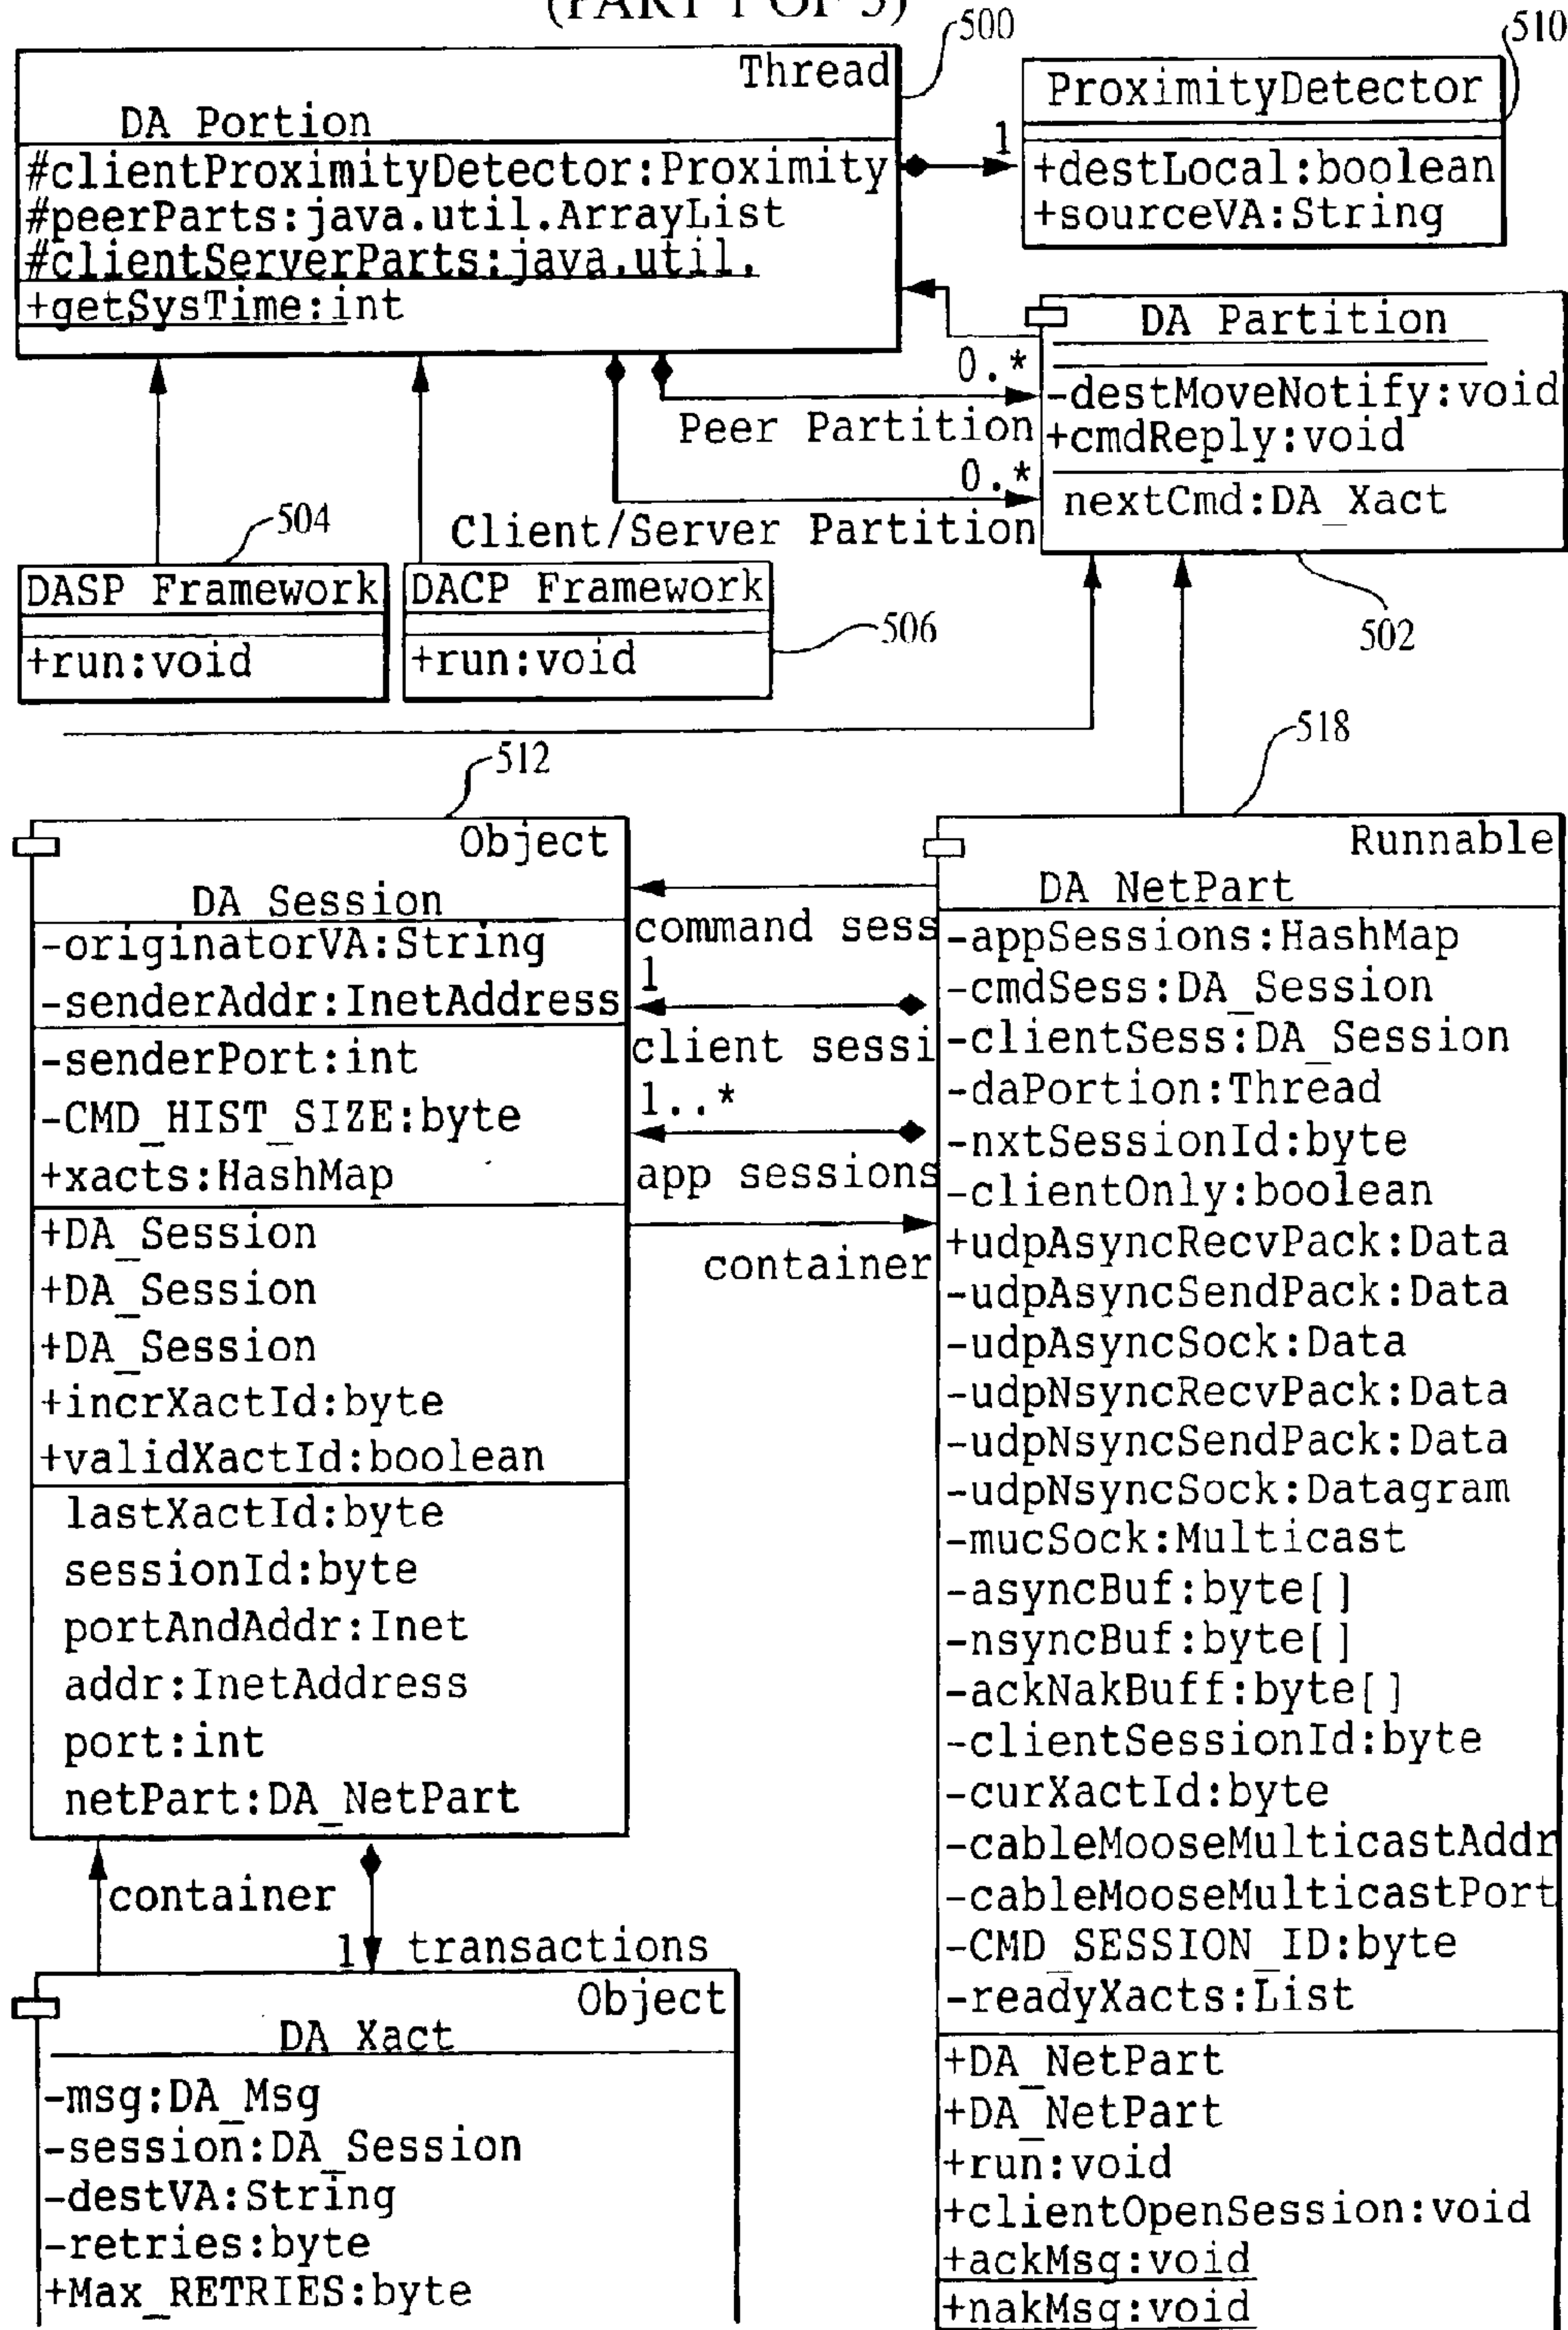 (PART 1 OF 3)
500
510
Thread
DA Portion
#clientProximityDetector:Proximity
#peerParts:java.util.ArrayList
#clientServerParts:java.util.
+getSysTime:int
1
ProximityDetector
+destLocal:boolean
+sourceVA:String
DA Partition
-destMoveNotify:void
+cmdReply:void
nextCmd:DA_Xact
0.*
Peer Partition
0.*
Client/Server Partition
504
DASP Framework
+run:void
DACP Framework
+run:void
506
502
518
512
Object
DA Session
-originatorVA:String
-senderAddr:InetAddress
-senderPort:int
-CMD_HIST_SIZE:byte
+xacts:HashMap
+DA_Session
+DA_Session
+DA_Session
+incrXactId:byte
+validXactId:boolean
lastXactId:byte
sessionId:byte
portAndAddr:Inet
addr:InetAddress
port:int
netPart:DA_NetPart
command sess
1
client sessi
1..*
app sessions
container
Runnable
DA NetPart
-appSessions:HashMap
-cmdSess:DA_Session
-clientSess:DA_Session
-daPortion:Thread
-nxtSessionId:byte
-clientOnly:boolean
+udpAsyncRecvPack:Data
-udpAsyncSendPack:Data
-udpAsyncSock:Data
-udpNsyncRecvPack:Data
-udpNsyncSendPack:Data
-udpNsyncSock:Datagram
-mucSock:Multicast
-asyncBuf:byte[]
-nsyncBuf:byte[]
-ackNakBuff:byte[]
-clientSessionId:byte
-curXactId:byte
-cableMooseMulticastAddr
-cableMooseMulticastPort
-CMD_SESSION_ID:byte
-readyXacts:List
+DA_NetPart
+DA_NetPart
+run:void
+clientOpenSession:void
+ackMsg:void
+nakMsg:void
container
1 transactions
Object
DA Xact
-msg:DA_Msg
-session:DA_Session
-destVA:String
-retries:byte
+Max_RETRIES:byte